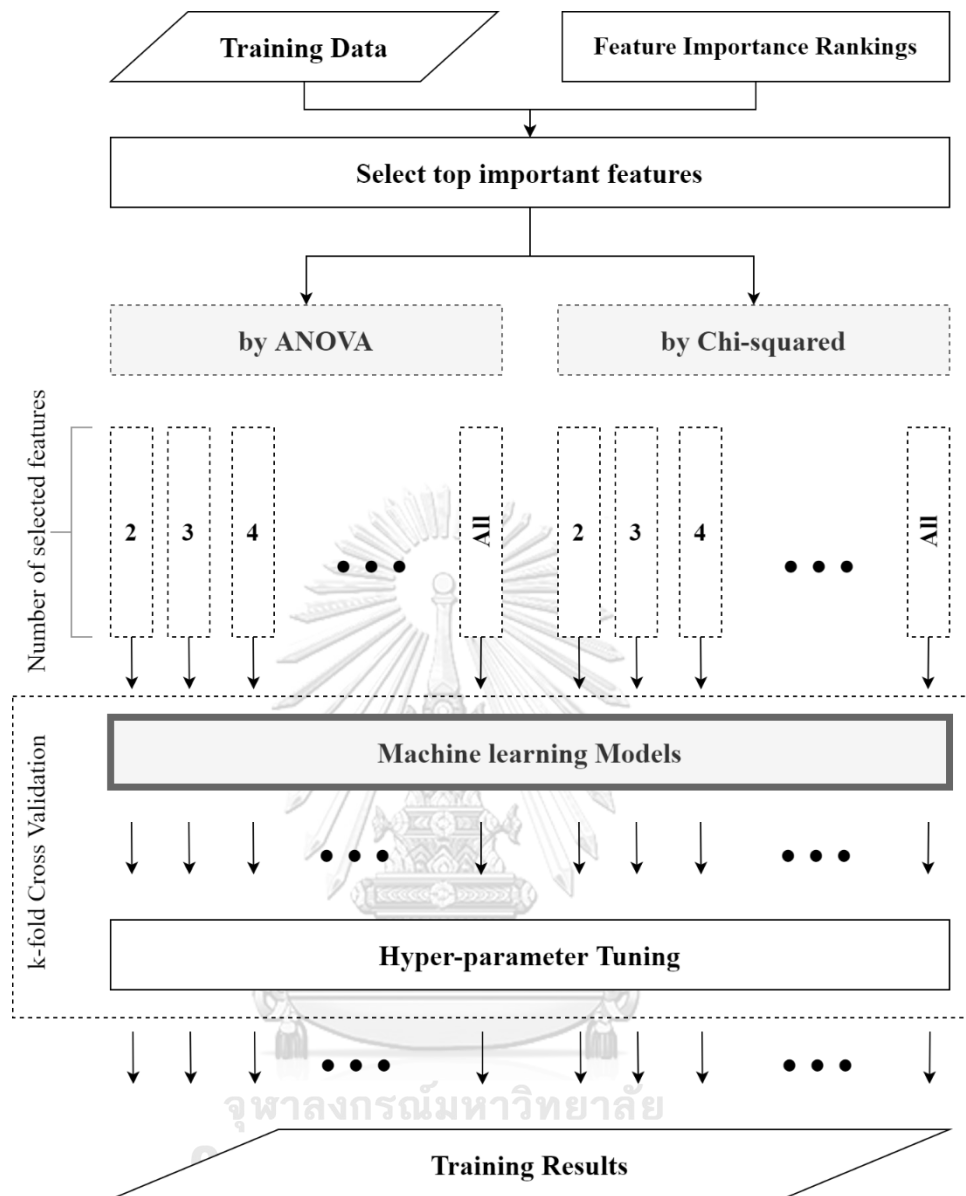 Training Data
Feature Importance Rankings
Select top important features
by ANOVA
by Chi-squared
Number of selected features
2
3
4
All
2
3
4
All
k-fold Cross Validation
Machine learning Models
Hyper-parameter Tuning
จุฬาลงกรณ์มหาวิทยาลัย
Training Results